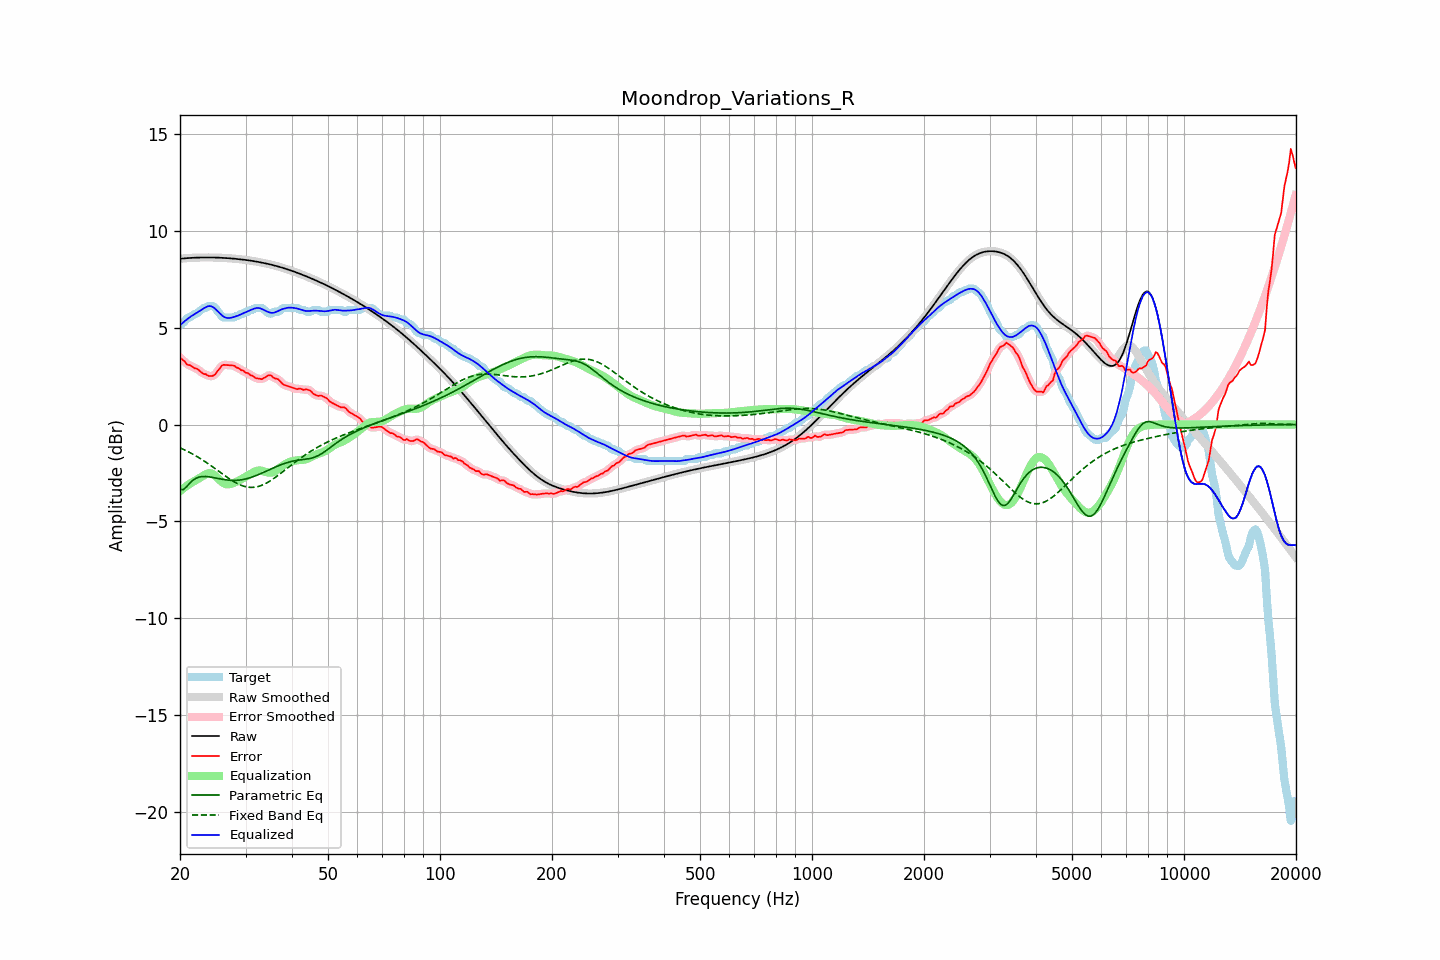 Moondrop_Variations_R
15
10
5
0
−5
−10
−15
−20
Amplitude (dBr)
Target
Raw Smoothed
Error Smoothed
Raw
Error
Equalization
Parametric Eq
Fixed Band Eq
Equalized
20 50 100 200 500 1000 2000 5000 10000 20000
Frequency (Hz)